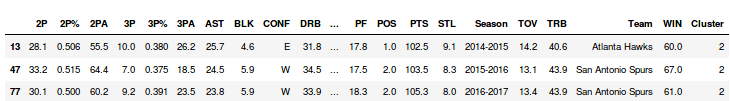 2P 2P% 2PA 3P 3P% 3PA AST BLK CONF DRB ... PF POS PTS STL Season TOV TRB Team WIN Cluster
13 28.1 0.506 55.5 10.0 0.380 26.2 25.7 4.6 E 31.8 ... 17.8 1.0 102.5 9.1 2014-2015 14.2 40.6 Atlanta Hawks 60.0 2
47 33.2 0.515 64.4 7.0 0.375 18.5 24.5 5.9 W 34.5 ... 17.5 2.0 103.5 8.3 2015-2016 13.1 43.9 San Antonio Spurs 67.0 2
77 30.1 0.500 60.2 9.2 0.391 23.5 23.8 5.9 W 33.9 ... 18.3 2.0 105.3 8.0 2016-2017 13.4 43.9 San Antonio Spurs 61.0 2